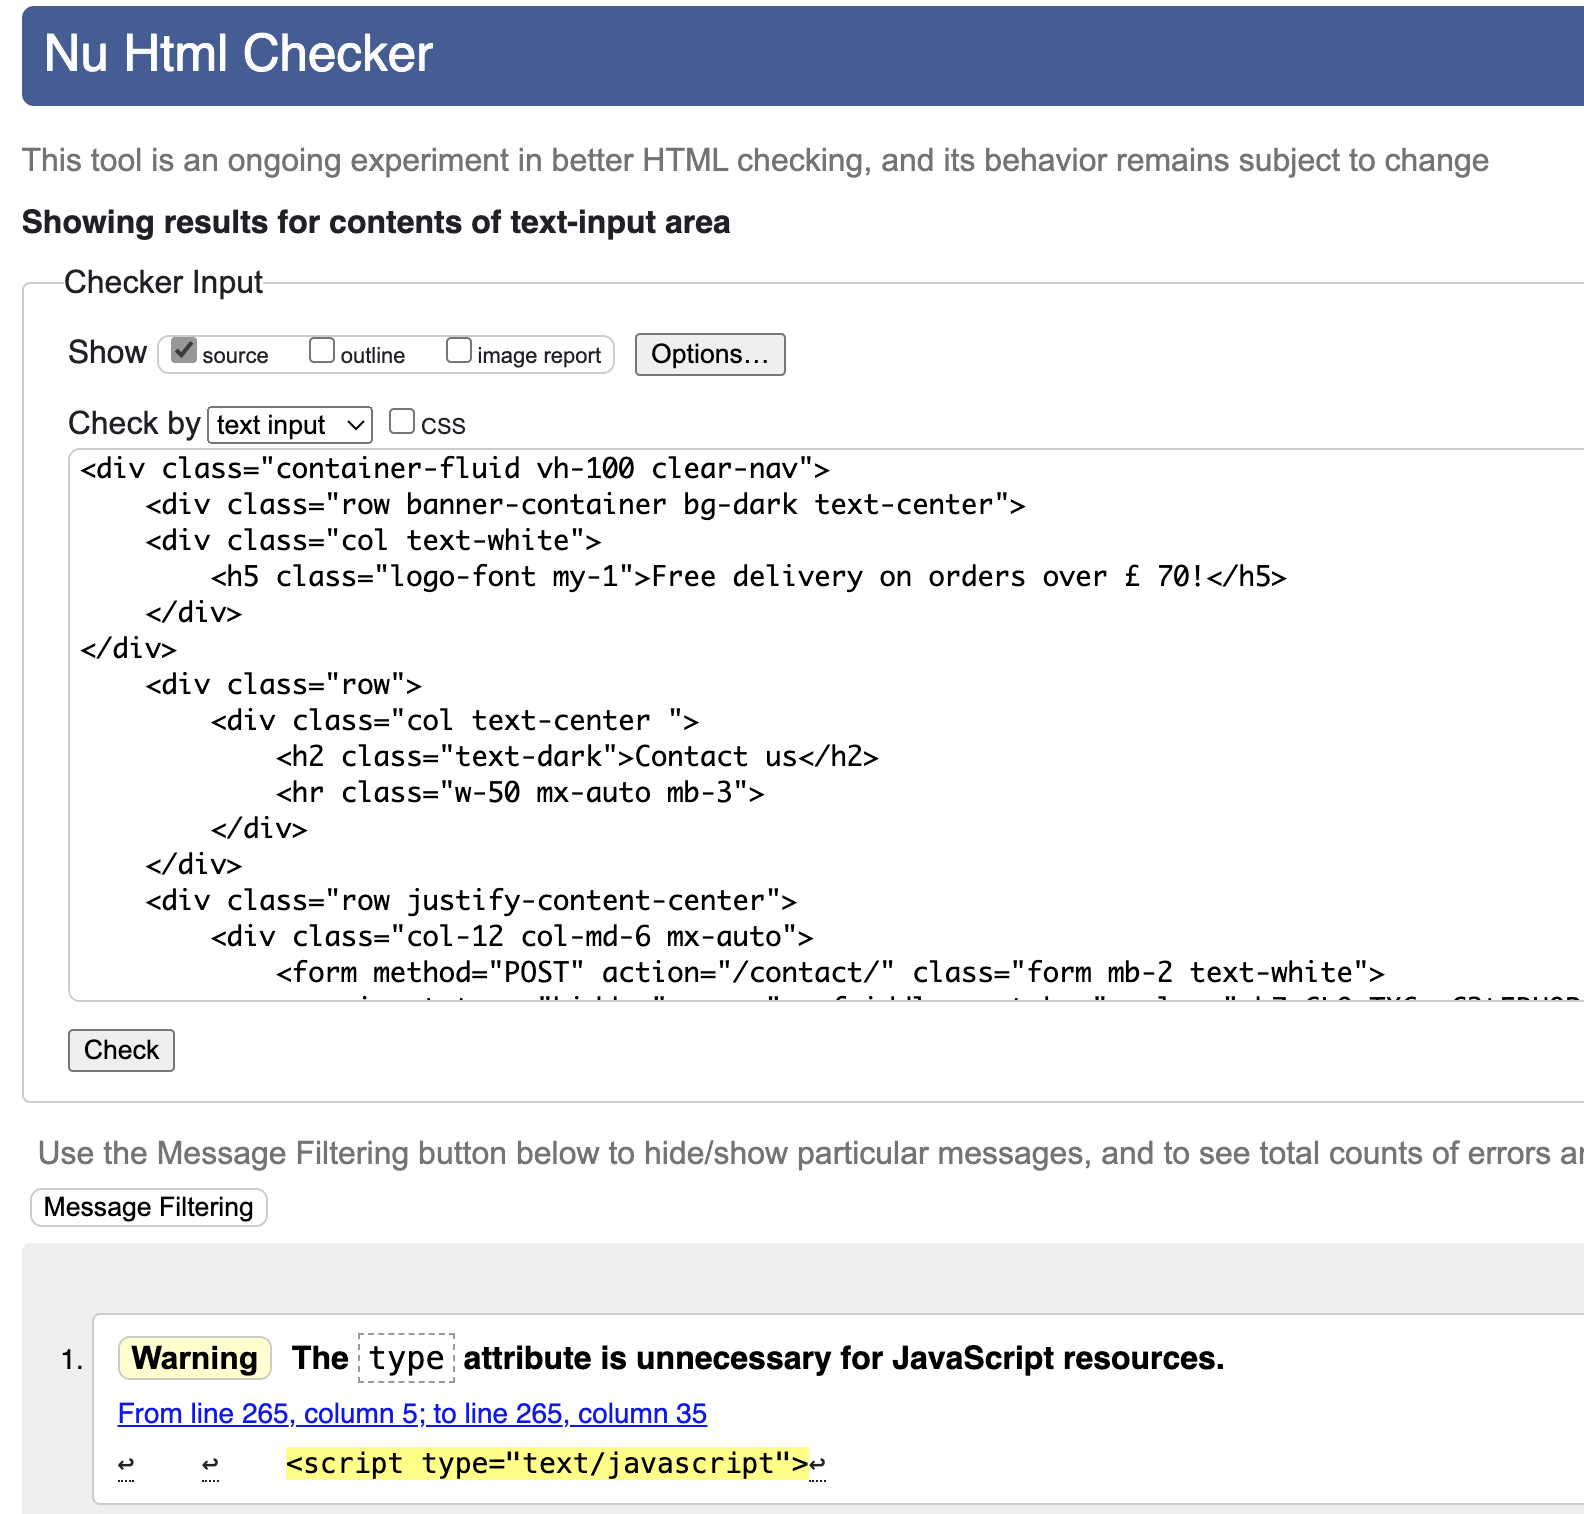 Nu Html Checker
This tool is an ongoing experiment in better HTML checking, and its behavior remains subject to change
Showing results for contents of text-input area
Checker Input
Show source outline image report Options…
Check by text input CSS
<div class="container-fluid vh-100 clear-nav">
    <div class="row banner-container bg-dark text-center">
    <div class="col text-white">
        <h5 class="logo-font my-1">Free delivery on orders over £ 70!</h5>
    </div>
</div>
    <div class="row">
        <div class="col text-center ">
            <h2 class="text-dark">Contact us</h2>
            <hr class="w-50 mx-auto mb-3">
        </div>
    </div>
    <div class="row justify-content-center">
        <div class="col-12 col-md-6 mx-auto">
            <form method="POST" action="/contact/" class="form mb-2 text-white">
Check
Use the Message Filtering button below to hide/show particular messages, and to see total counts of errors
Message Filtering
1. Warning The type attribute is unnecessary for JavaScript resources.
From line 265, column 5; to line 265, column 35
↩ ↩ <script type="text/javascript">↩